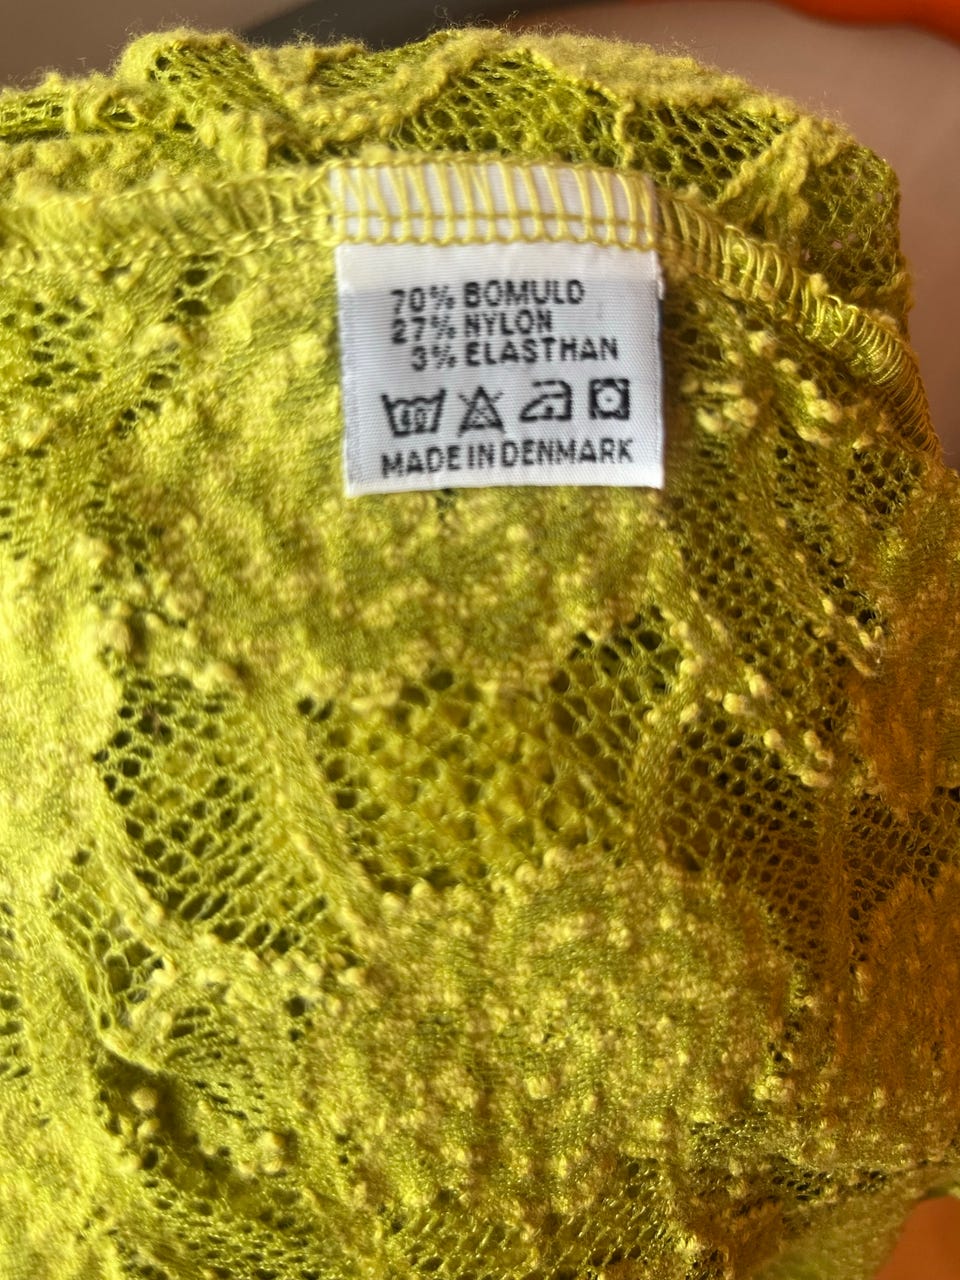 70% BOMULD
27% NYLON
3% ELASTHAN
MADE IN DENMARK